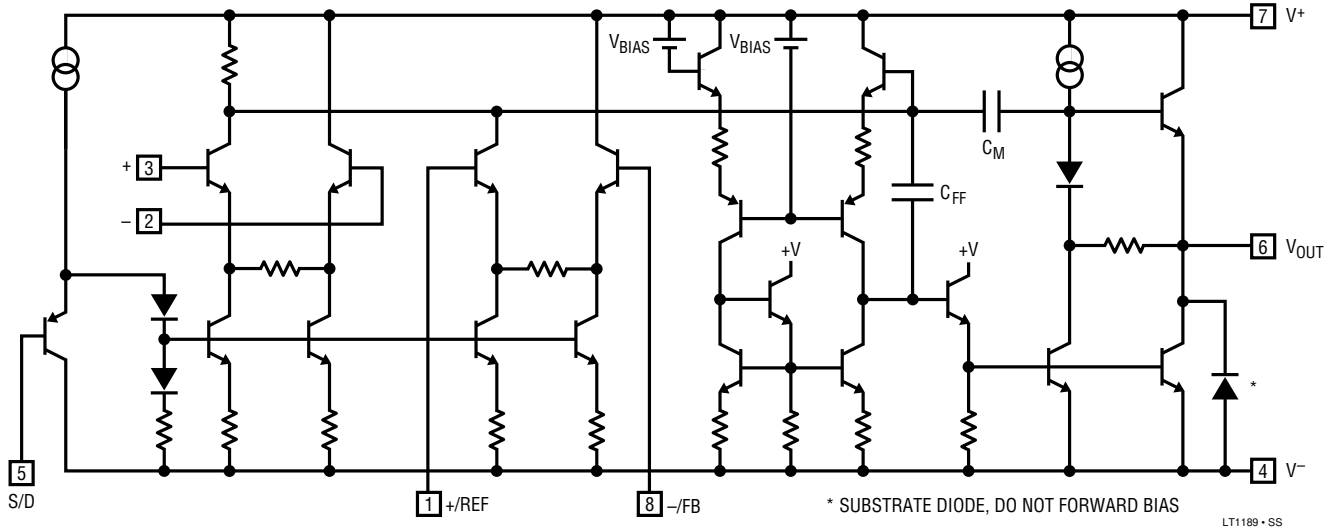 7 V+
VBIAS
VBIAS
CM
+ 3
CFF
– 2
+V
+V
6 VOUT
*
5
S/D
4 V–
1 +/REF
8 –/FB
* SUBSTRATE DIODE, DO NOT FORWARD BIAS
LT1189 • SS